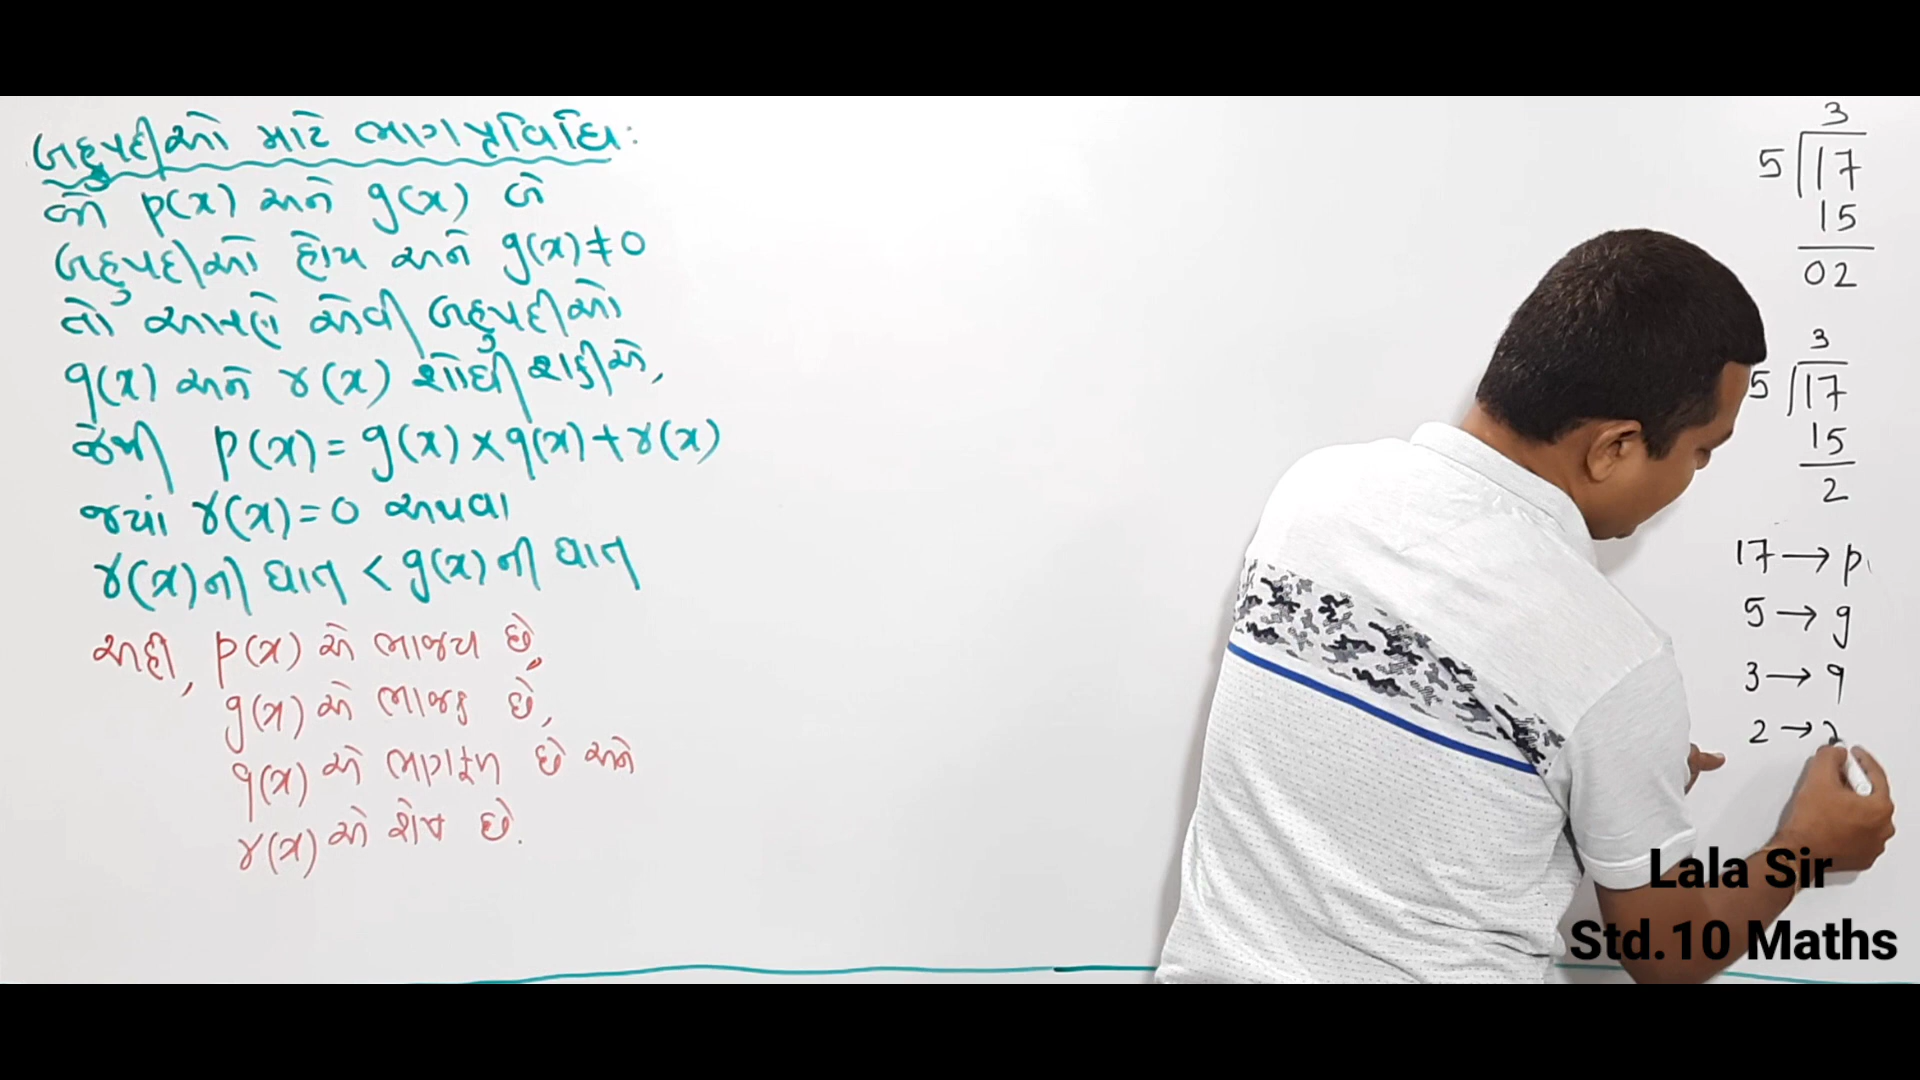 બહુપદીઓ માટે ભાગ પ્રવિધિ:
જો p(x) અને g(x) બે
બહુપદીઓ હોય અને g(x)≠0
તો આપણે એવી બહુપદીઓ
q(x) અને r(x) શોધી શકીએ,
જેથી p(x) = g(x) × q(x) + r(x)
જ્યાં r(x) = 0 અથવા
r(x)ની ઘાત < g(x)ની ઘાત
અહીં, p(x) એ ભાજ્ય છે,
g(x) એ ભાજક છે,
q(x) એ ભાગફળ છે અને
r(x) એ શેષ છે.
3
5 17
15
02
3
5 17
15
2
17 → p
5 → g
3 → q
2 →
Lala Sir
Std.10 Maths